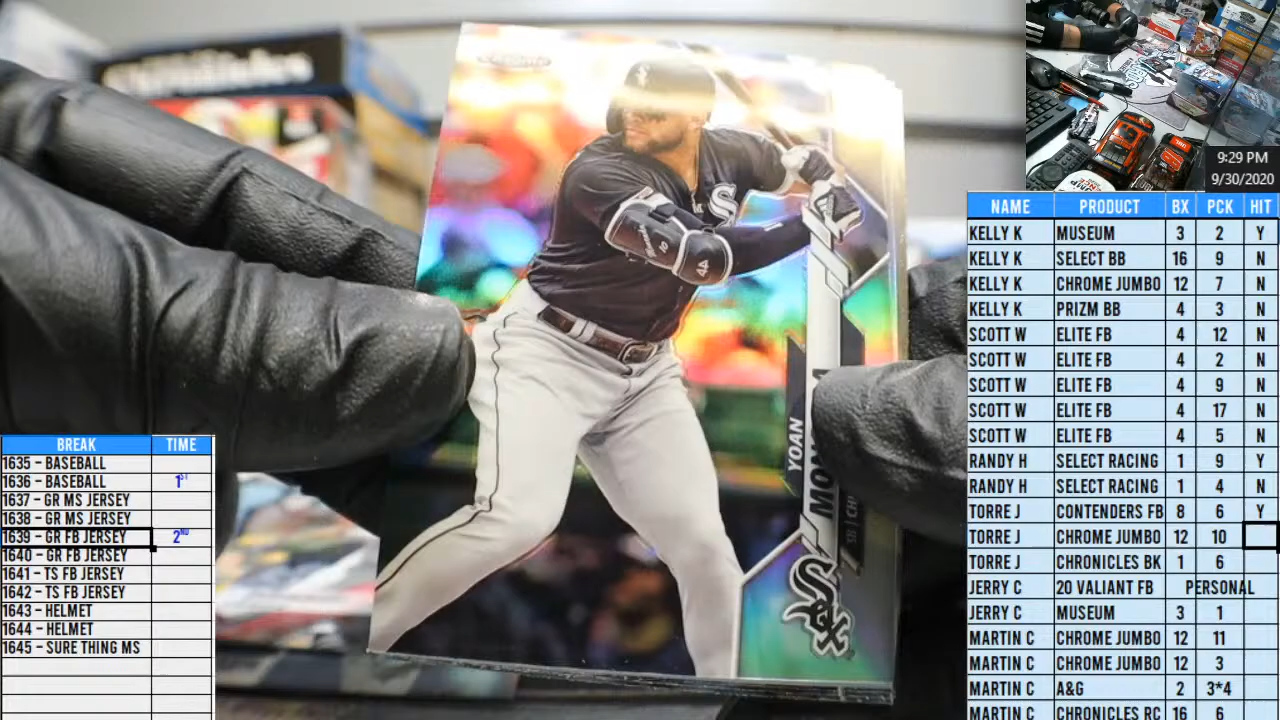 9:29 PM
9/30/2020
NAME PRODUCT BX PCK HIT
KELLY K MUSEUM 3 2 Y
KELLY K SELECT BB 16 9 N
KELLY K CHROME JUMBO 12 7 N
KELLY K PRIZM BB 4 3 N
SCOTT W ELITE FB 4 12 N
SCOTT W ELITE FB 4 2 N
SCOTT W ELITE FB 4 9 N
SCOTT W ELITE FB 4 17 N
SCOTT W ELITE FB 4 5 N
RANDY H SELECT RACING 1 9 Y
RANDY H SELECT RACING 1 4 N
TORRE J CONTENDERS FB 8 6 Y
TORRE J CHROME JUMBO 12 10
TORRE J CHRONICLES BK 1 6
JERRY C 20 VALIANT FB PERSONAL
JERRY C MUSEUM 3 1
MARTIN C CHROME JUMBO 12 11
MARTIN C CHROME JUMBO 12 3
MARTIN C A&G 2 3*4
MARTIN C CHRONICLES RC 16 6
BREAK TIME
1635 - BASEBALL
1636 - BASEBALL 1ST
1637 - GR MS JERSEY
1638 - GR MS JERSEY
1639 - GR FB JERSEY 2ND
1640 - GR FB JERSEY
1641 - TS FB JERSEY
1642 - TS FB JERSEY
1643 - HELMET
1644 - HELMET
1645 - SURE THING MS
YOAN
Sox